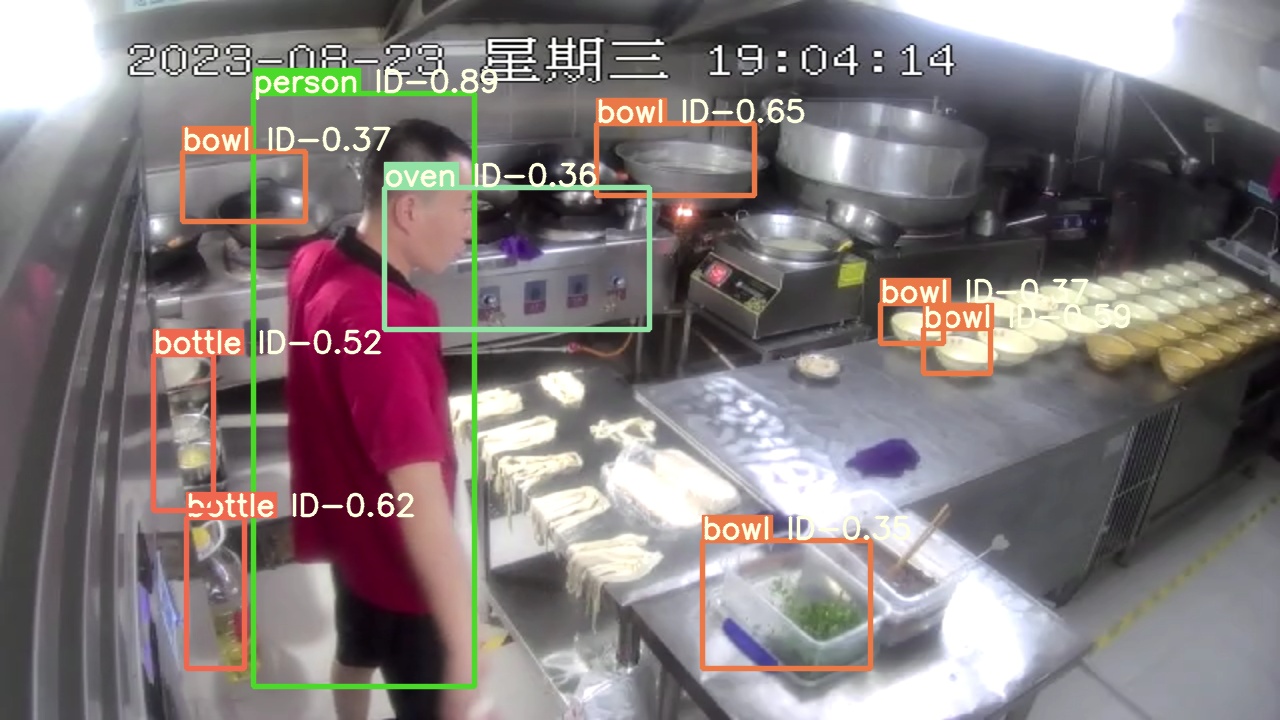 2023-08-23 星期三 19:04:14
person ID-0.89
bowl ID-0.65
bowl ID-0.37
oven ID-0.36
bowl ID-0.37
bowl ID-0.59
bottle ID-0.52
bottle ID-0.62
bowl ID-0.35